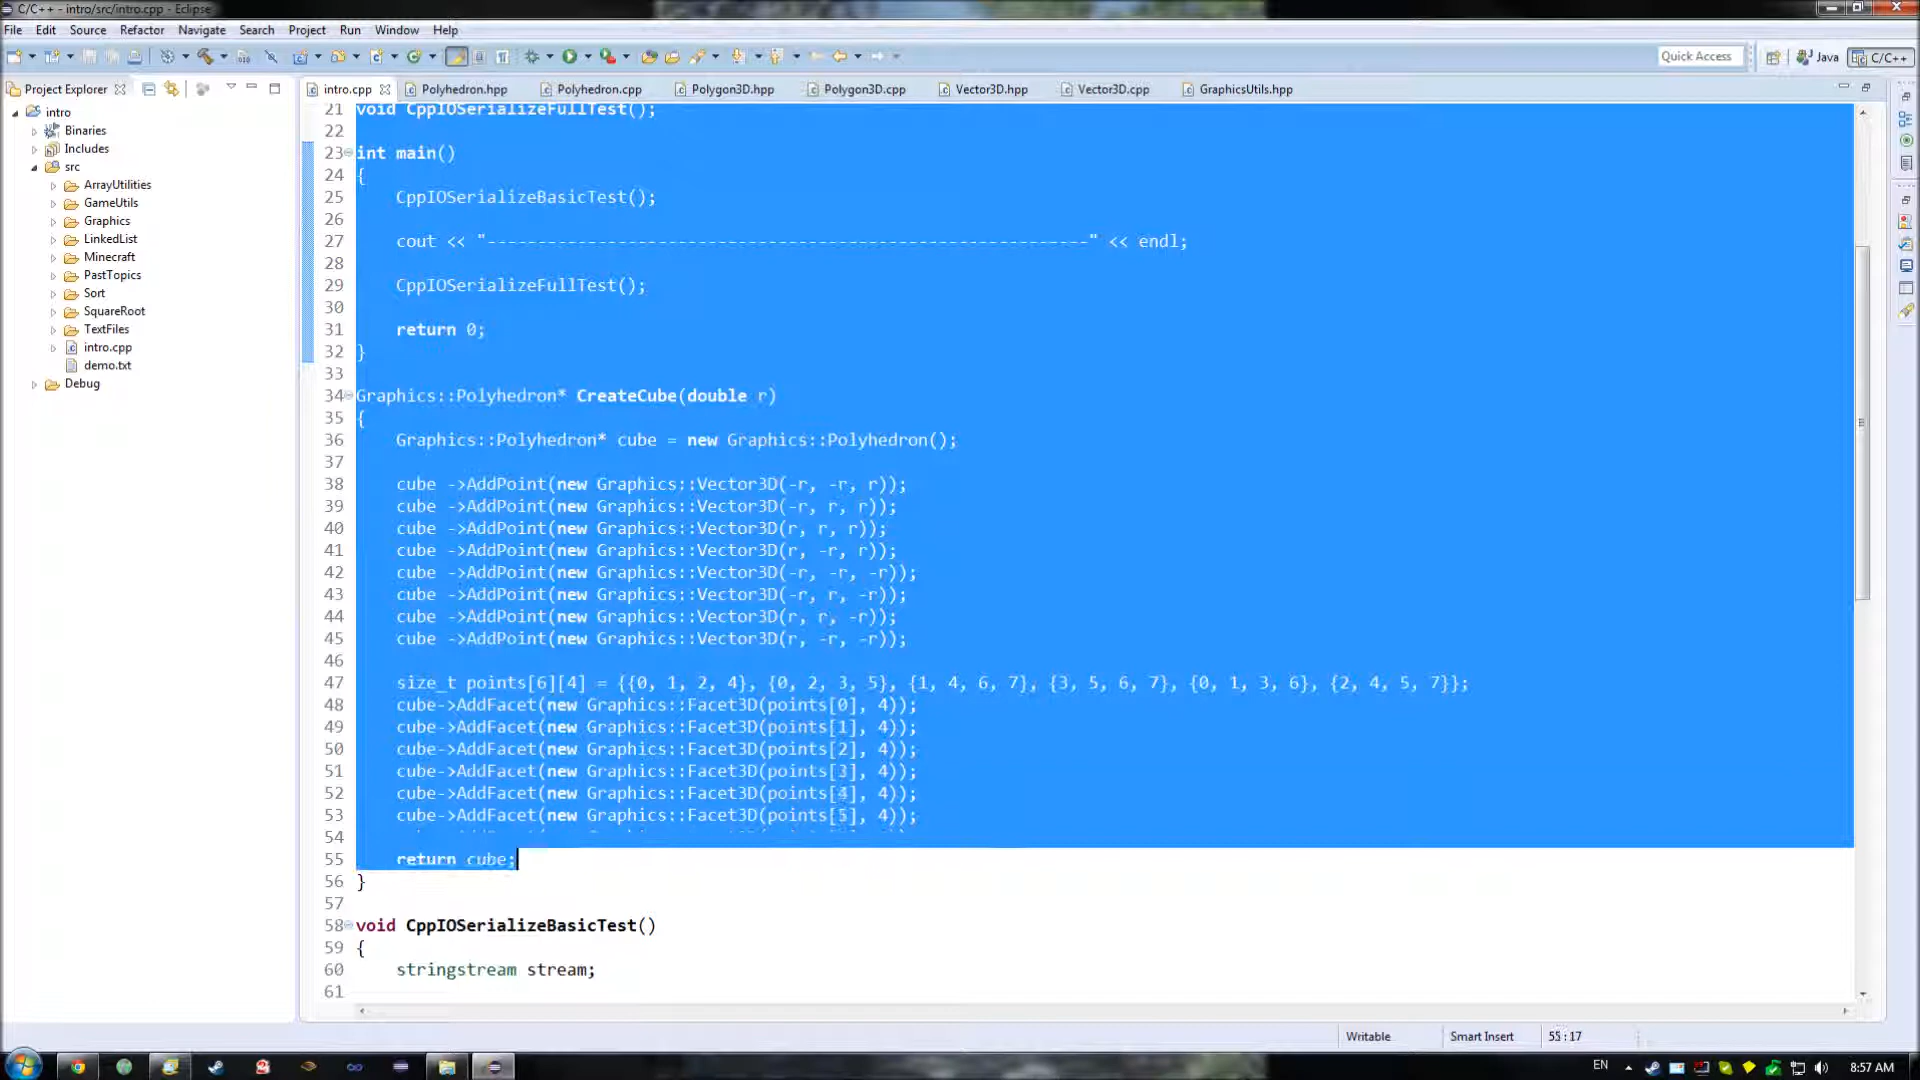 C/C++ - intro/src/intro.cpp - Eclipse
File Edit Source Refactor Navigate Search Project Run Window Help
Quick Access Java C/C++
Project Explorer
intro
Binaries
Includes
src
ArrayUtilities
GameUtils
Graphics
LinkedList
Minecraft
PastTopics
Sort
SquareRoot
TextFiles
intro.cpp
demo.txt
Debug
intro.cpp Polyhedron.hpp Polyhedron.cpp Polygon3D.hpp Polygon3D.cpp Vector3D.hpp Vector3D.cpp GraphicsUtils.hpp
21 void CppIOSerializeFullTest();
22
23 int main()
24 {
25 CppIOSerializeBasicTest();
26
27 cout << "------------------------------------------------------------" << endl;
28
29 CppIOSerializeFullTest();
30
31 return 0;
32 }
33
34 Graphics::Polyhedron* CreateCube(double r)
35 {
36 Graphics::Polyhedron* cube = new Graphics::Polyhedron();
37
38 cube ->AddPoint(new Graphics::Vector3D(-r, -r, r));
39 cube ->AddPoint(new Graphics::Vector3D(-r, r, r));
40 cube ->AddPoint(new Graphics::Vector3D(r, r, r));
41 cube ->AddPoint(new Graphics::Vector3D(r, -r, r));
42 cube ->AddPoint(new Graphics::Vector3D(-r, -r, -r));
43 cube ->AddPoint(new Graphics::Vector3D(-r, r, -r));
44 cube ->AddPoint(new Graphics::Vector3D(r, r, -r));
45 cube ->AddPoint(new Graphics::Vector3D(r, -r, -r));
46
47 size_t points[6][4] = {{0, 1, 2, 4}, {0, 2, 3, 5}, {1, 4, 6, 7}, {3, 5, 6, 7}, {0, 1, 3, 6}, {2, 4, 5, 7}};
48 cube->AddFacet(new Graphics::Facet3D(points[0], 4));
49 cube->AddFacet(new Graphics::Facet3D(points[1], 4));
50 cube->AddFacet(new Graphics::Facet3D(points[2], 4));
51 cube->AddFacet(new Graphics::Facet3D(points[3], 4));
52 cube->AddFacet(new Graphics::Facet3D(points[4], 4));
53 cube->AddFacet(new Graphics::Facet3D(points[5], 4));
54
55 return cube;
56 }
57
58 void CppIOSerializeBasicTest()
59 {
60 stringstream stream;
61
Writable Smart Insert 55 : 17
EN 8:57 AM